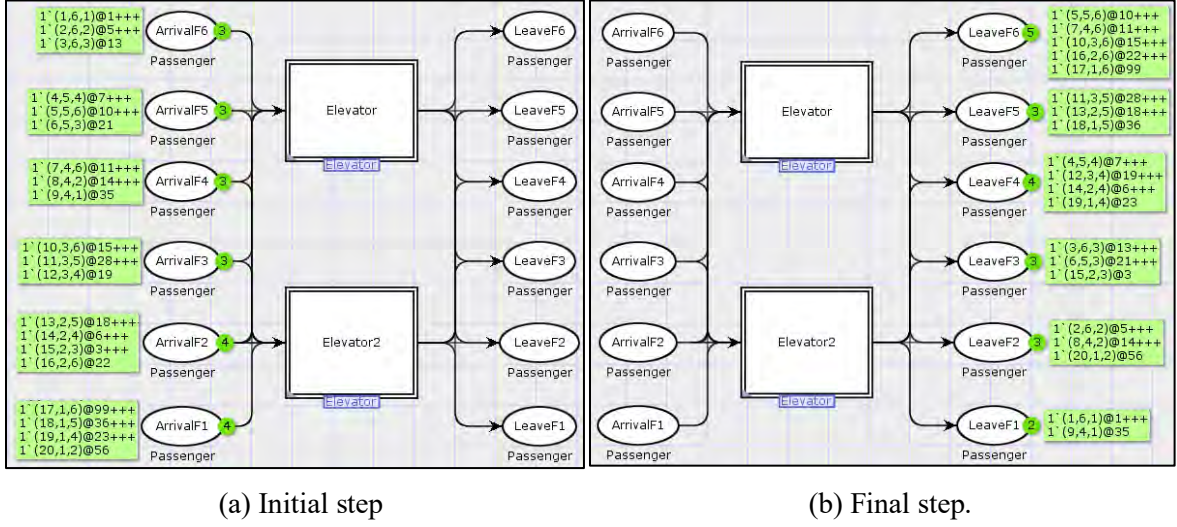 1`(1,6,1)@1+++
1`(2,6,2)@5+++
1`(3,6,3)@13
ArrivalF6
3
Passenger
1`(4,5,4)@7+++
1`(5,5,6)@10+++
1`(6,5,3)@21
ArrivalF5
3
Passenger
1`(7,4,6)@11+++
1`(8,4,2)@14+++
1`(9,4,1)@35
ArrivalF4
3
Passenger
1`(10,3,6)@15+++
1`(11,3,5)@28+++
1`(12,3,4)@19
ArrivalF3
3
Passenger
1`(13,2,5)@18+++
1`(14,2,4)@6+++
1`(15,2,3)@3+++
1`(16,2,6)@22
ArrivalF2
4
Passenger
1`(17,1,6)@99+++
1`(18,1,5)@36+++
1`(19,1,4)@23+++
1`(20,1,2)@56
ArrivalF1
4
Passenger
Elevator
Elevator
Elevator2
Elevator
LeaveF6
Passenger
LeaveF5
Passenger
LeaveF4
Passenger
LeaveF3
Passenger
LeaveF2
Passenger
LeaveF1
Passenger
(a) Initial step
ArrivalF6
Passenger
ArrivalF5
Passenger
ArrivalF4
Passenger
ArrivalF3
Passenger
ArrivalF2
Passenger
ArrivalF1
Passenger
Elevator
Elevator
Elevator2
Elevator
LeaveF6
5
Passenger
1`(5,5,6)@10+++
1`(7,4,6)@11+++
1`(10,3,6)@15+++
1`(16,2,6)@22+++
1`(17,1,6)@99
LeaveF5
3
Passenger
1`(11,3,5)@28+++
1`(13,2,5)@18+++
1`(18,1,5)@36
LeaveF4
4
Passenger
1`(4,5,4)@7+++
1`(12,3,4)@19+++
1`(14,2,4)@6+++
1`(19,1,4)@23
LeaveF3
3
Passenger
1`(3,6,3)@13+++
1`(6,5,3)@21+++
1`(15,2,3)@3
LeaveF2
3
Passenger
1`(2,6,2)@5+++
1`(8,4,2)@14+++
1`(20,1,2)@56
LeaveF1
2
Passenger
1`(1,6,1)@1+++
1`(9,4,1)@35
(b) Final step.